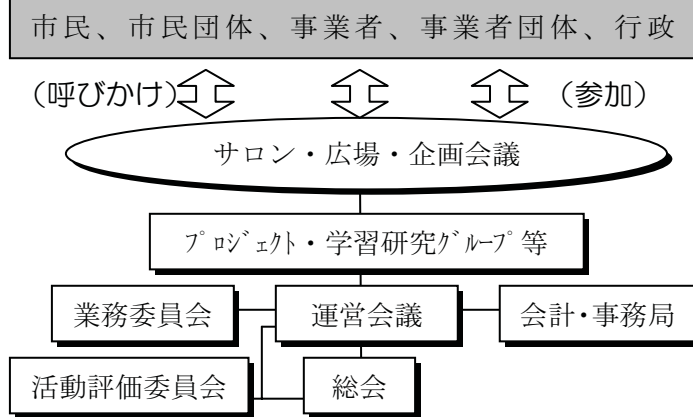 市民、市民団体、事業者、事業者団体、行政
(呼びかけ) (参加)
サロン・広場・企画会議
プロジェクト・学習研究グループ等
業務委員会 運営会議 会計・事務局
活動評価委員会 総会